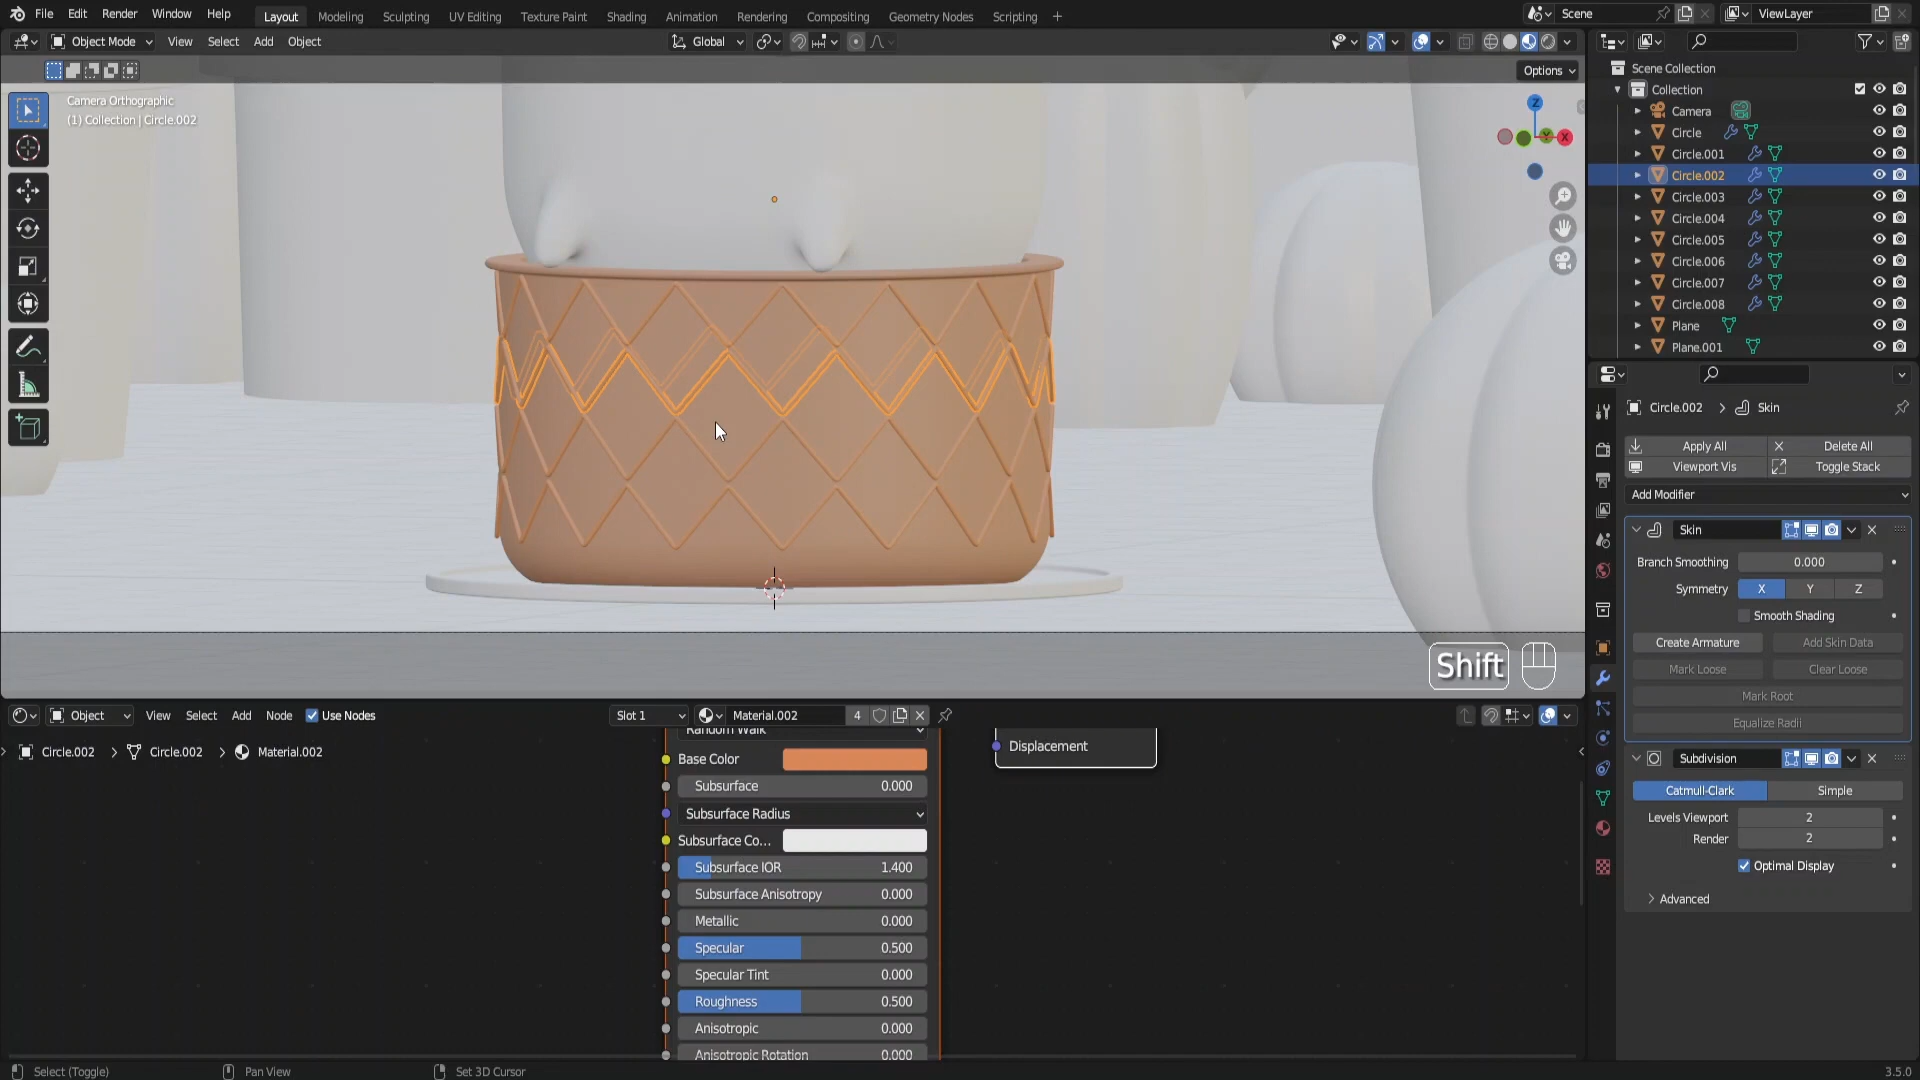 File Edit Render Window Help Layout Modeling Sculpting UV Editing Texture Paint Shading Animation Rendering Compositing Geometry Nodes Scripting + Scene ViewLayer
Object Mode View Select Add Object Global
Options
Camera Orthographic
(1) Collection | Circle.002
Z
X
Y
Shift
Scene Collection
Collection
Camera
Circle
Circle.001
Circle.002
Circle.003
Circle.004
Circle.005
Circle.006
Circle.007
Circle.008
Plane
Plane.001
Circle.002 > Skin
Apply All Delete All
Viewport Vis Toggle Stack
Add Modifier
Skin
Branch Smoothing 0.000
Symmetry X Y Z
Smooth Shading
Create Armature Add Skin Data
Mark Loose Clear Loose
Mark Root
Equalize Radii
Subdivision
Catmull-Clark Simple
Levels Viewport 2
Render 2
Optimal Display
Advanced
Object View Select Add Node Use Nodes Slot 1 Material.002 4
Circle.002 > Circle.002 > Material.002
Random Walk
Displacement
Base Color
Subsurface 0.000
Subsurface Radius
Subsurface Co...
Subsurface IOR 1.400
Subsurface Anisotropy 0.000
Metallic 0.000
Specular 0.500
Specular Tint 0.000
Roughness 0.500
Anisotropic 0.000
Anisotropic Rotation 0.000
Select (Toggle) Pan View Set 3D Cursor 3.5.0